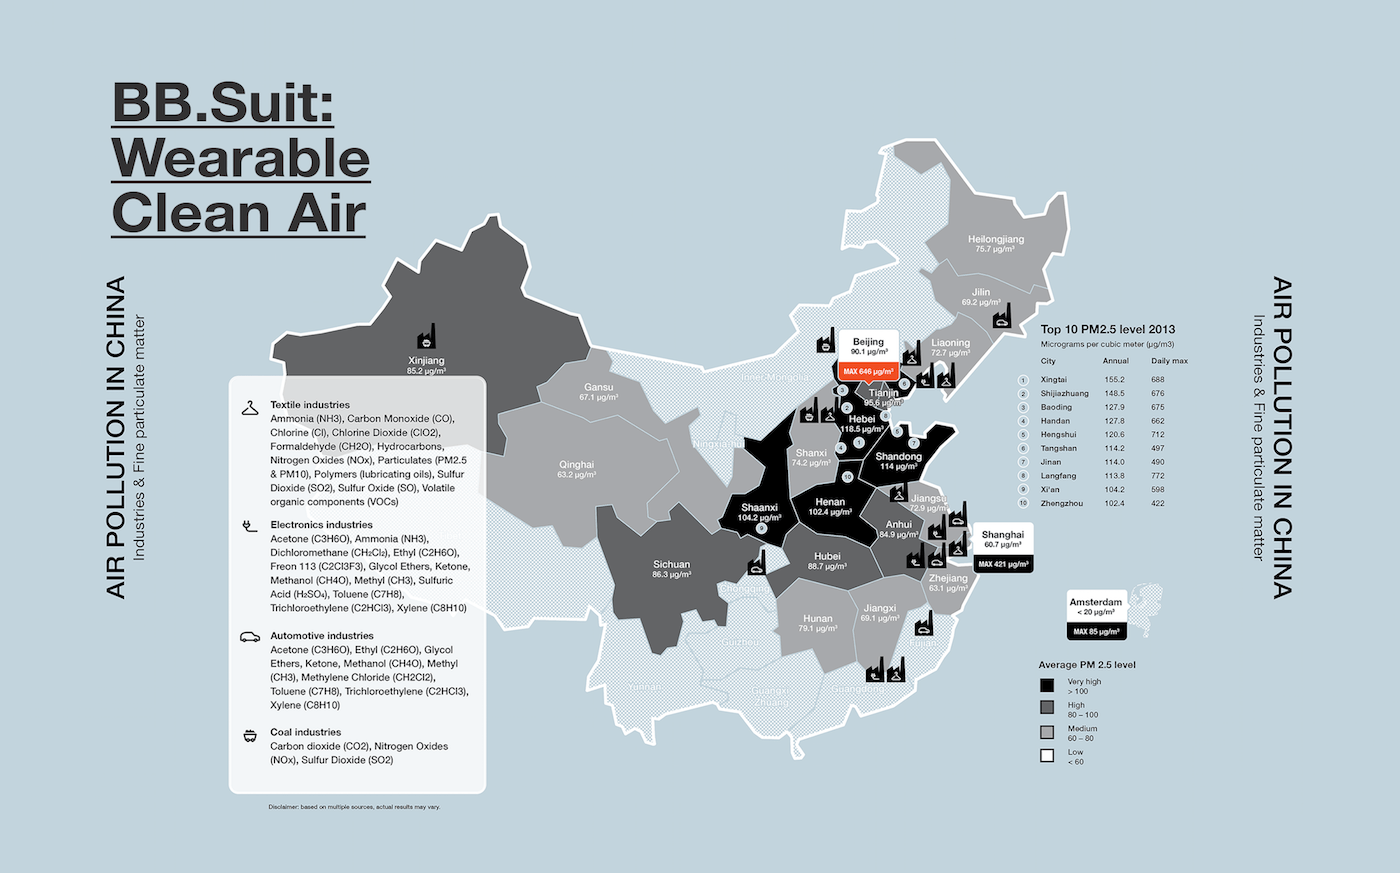 BB.Suit:
Wearable
Clean Air
AIR POLLUTION IN CHINA
Industries & Fine particulate matter
Textile industries
Ammonia (NH3), Carbon Monoxide (CO),
Chlorine (Cl), Chlorine Dioxide (ClO2),
Formaldehyde (CH2O), Hydrocarbons,
Nitrogen Oxides (NOx), Particulates (PM2.5
& PM10), Polymers (lubricating oils), Sulfur
Dioxide (SO2), Sulfur Oxide (SO), Volatile
organic components (VOCs)
Electronics industries
Acetone (C3H6O), Ammonia (NH3),
Dichloromethane (CH₂Cl₂), Ethyl (C2H6O),
Freon 113 (C2Cl3F3), Glycol Ethers, Ketone,
Methanol (CH4O), Methyl (CH3), Sulfuric
Acid (H₂SO₄), Toluene (C7H8),
Trichloroethylene (C2HCl3), Xylene (C8H10)
Automotive industries
Acetone (C3H6O), Ethyl (C2H6O), Glycol
Ethers, Ketone, Methanol (CH4O), Methyl
(CH3), Methylene Chloride (CH2Cl2),
Toluene (C7H8), Trichloroethylene (C2HCl3),
Xylene (C8H10)
Coal industries
Carbon dioxide (CO2), Nitrogen Oxides
(NOx), Sulfur Dioxide (SO2)
Disclaimer: based on multiple sources, actual results may vary.
Xinjiang
85.2 µg/m³
Gansu
67.1 µg/m³
Qinghai
63.2 µg/m³
Sichuan
86.3 µg/m³
Inner Mongolia
Ningxia hui
Heilongjiang
75.7 µg/m³
Jilin
69.2 µg/m³
Liaoning
72.7 µg/m³
Beijing
90.1 µg/m³
MAX 646 µg/m³
Tianjin
95.6 µg/m³
Hebei
118.5 µg/m³
Shanxi
74.2 µg/m³
Shandong
114 µg/m³
Shaanxi
104.2 µg/m³
Henan
102.4 µg/m³
Jiangsu
72.9 µg/m³
Anhui
84.9 µg/m³
Shanghai
60.7 µg/m³
MAX 421 µg/m³
Hubei
88.7 µg/m³
Zhejiang
63.1 µg/m³
Chongqing
Hunan
79.1 µg/m³
Jiangxi
69.1 µg/m³
Fujian
Guizhou
Yunnan
Guangxi
Zhuang
Guangdong
3
6
2
8
5
4
1
7
10
9
Top 10 PM2.5 level 2013
Micrograms per cubic meter (µg/m3)
City Annual Daily max
1 Xingtai 155.2 688
2 Shijiazhuang 148.5 676
3 Baoding 127.9 675
4 Handan 127.8 662
5 Hengshui 120.6 712
6 Tangshan 114.2 497
7 Jinan 114.0 490
8 Langfang 113.8 772
9 Xi'an 104.2 598
10 Zhengzhou 102.4 422
Amsterdam
< 20 µg/m³
MAX 85 µg/m³
Average PM 2.5 level
Very high
> 100
High
80 – 100
Medium
60 – 80
Low
< 60
AIR POLLUTION IN CHINA
Industries & Fine particulate matter